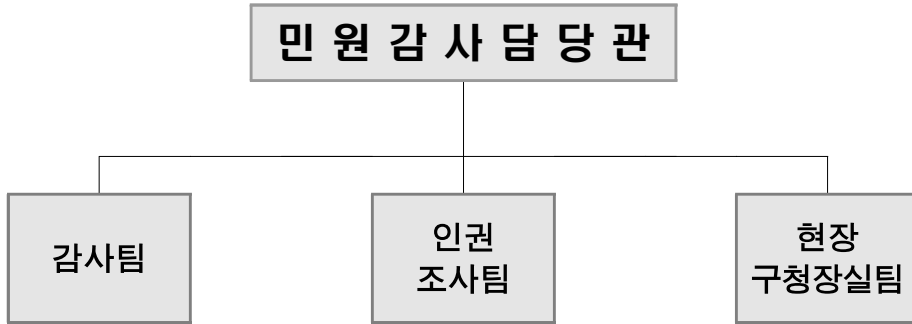 민 원 감 사 담 당 관
감사팀
인권
조사팀
현장
구청장실팀